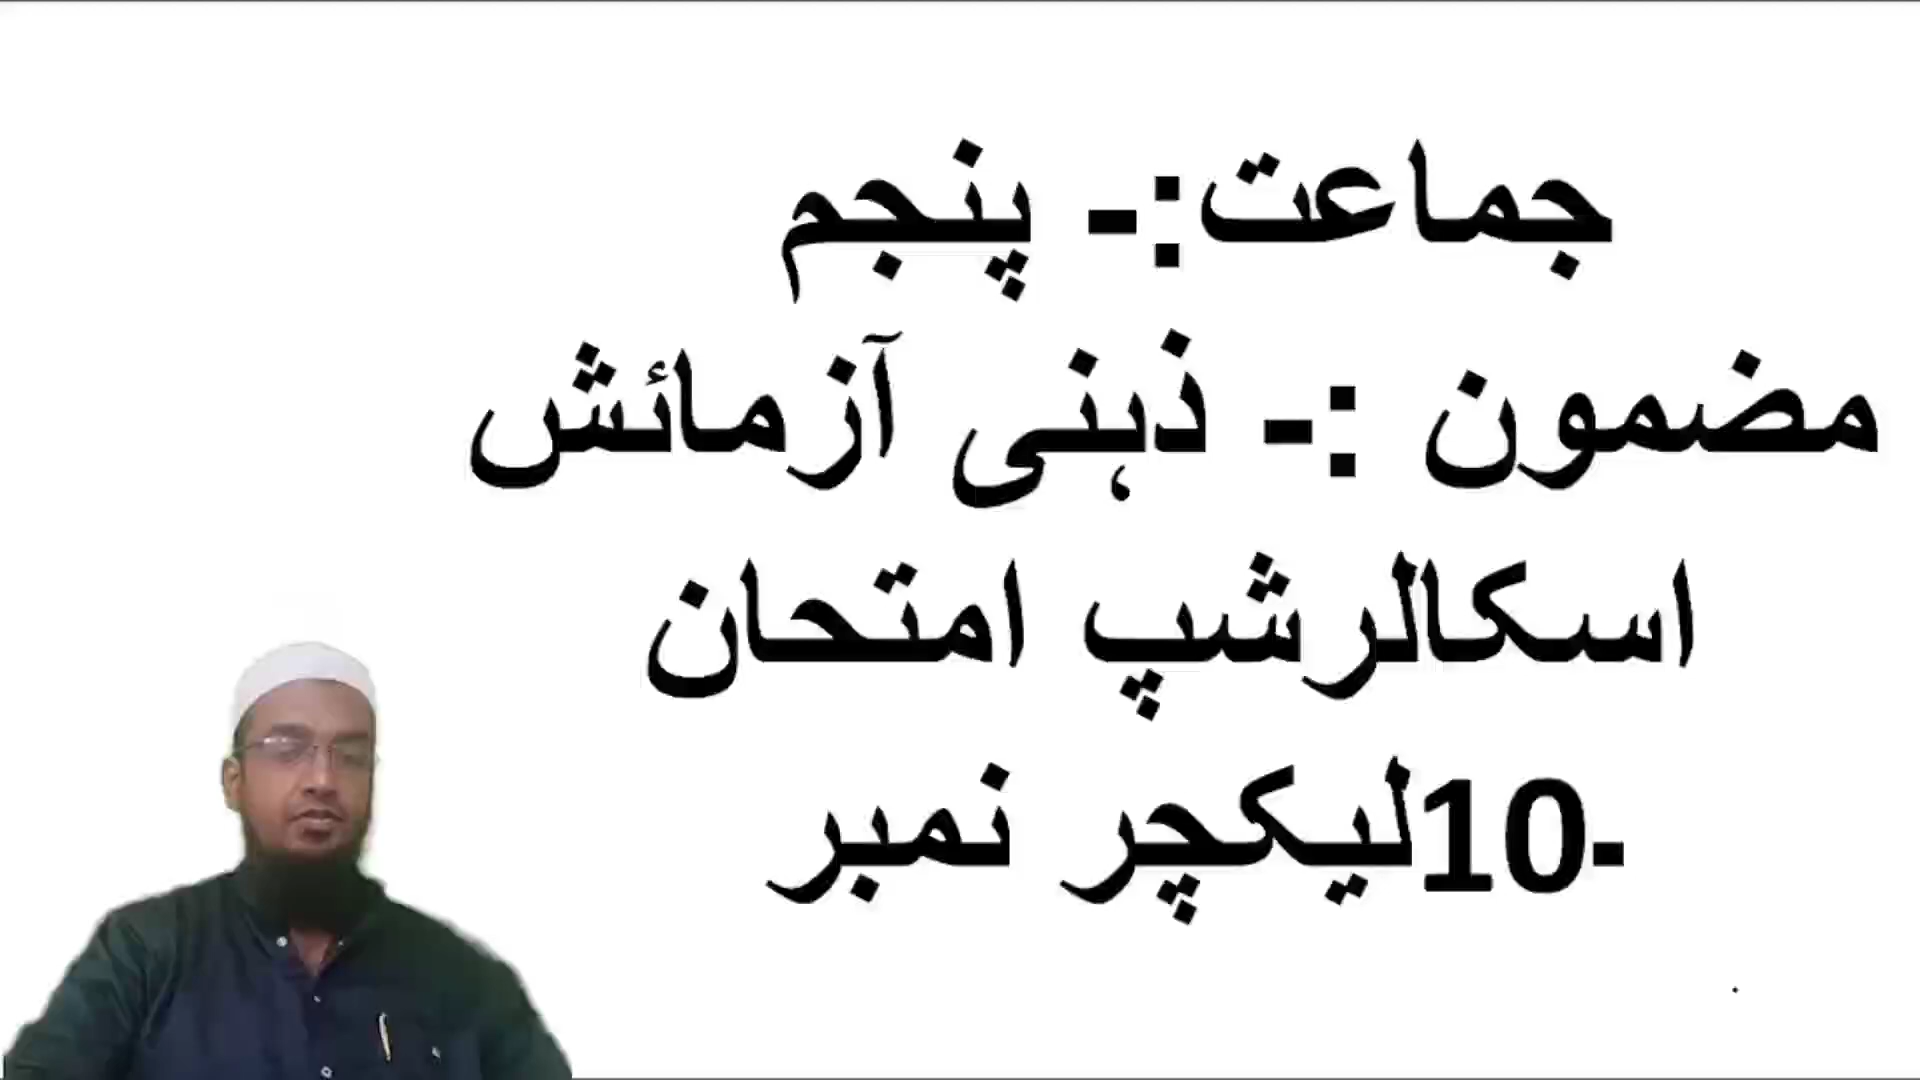 جماعت:- پنجم
مضمون :- ذہنی آزمائش
اسکالرشپ امتحان
-10لیکچر نمبر